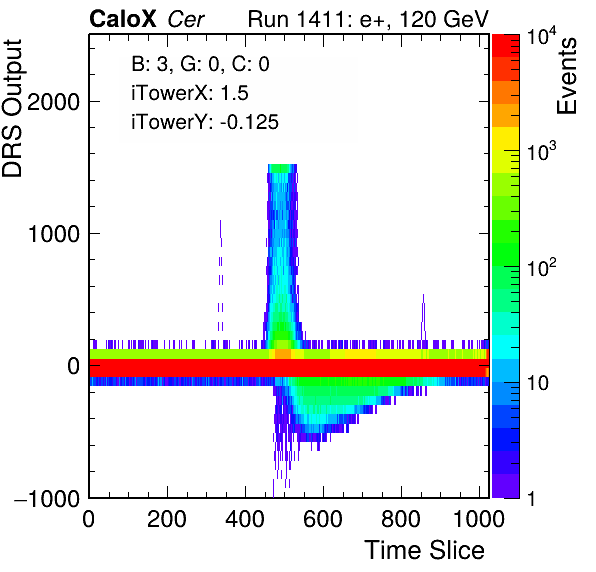 CaloX Cer Run 1411: e+, 120 GeV
B: 3, G: 0, C: 0
iTowerX: 1.5
iTowerY: -0.125
DRS Output
2000
1000
0
−1000
0 200 400 600 800 1000
Time Slice
Events
10^4
10^3
10^2
10
1